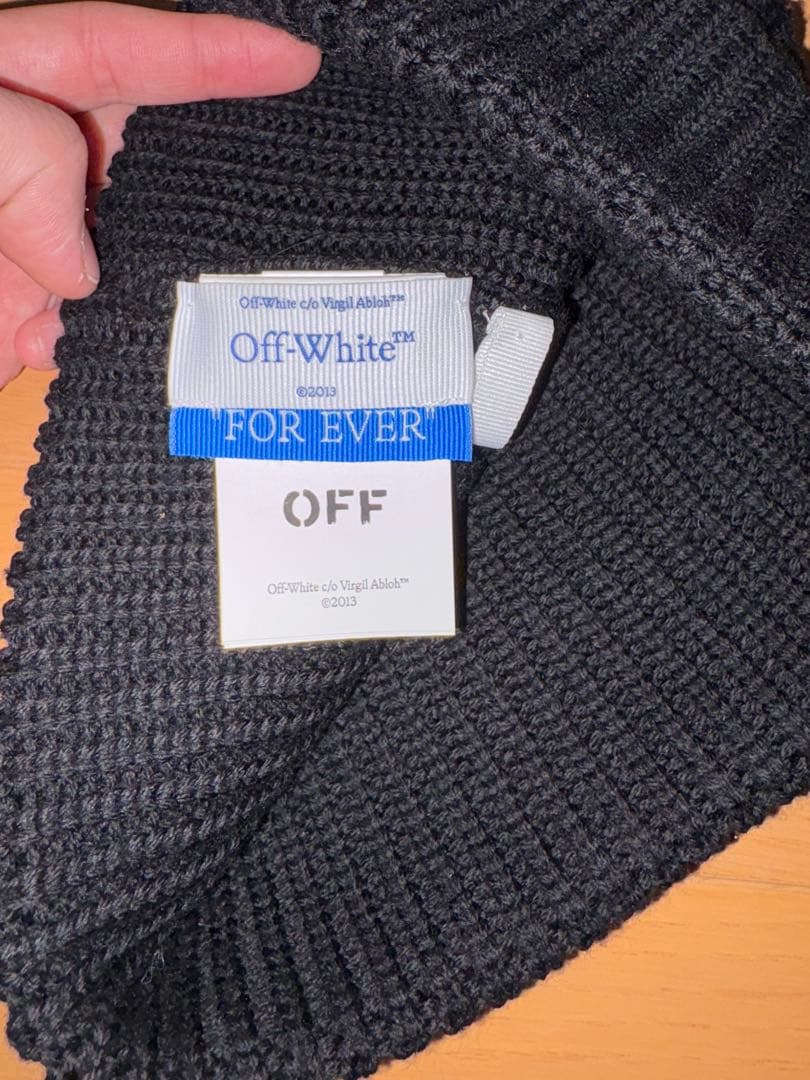 Off-White c/o Virgil Abloh™
Off-White™
©2013
"FOR EVER"
OFF
Off-White c/o Virgil Abloh™
©2013